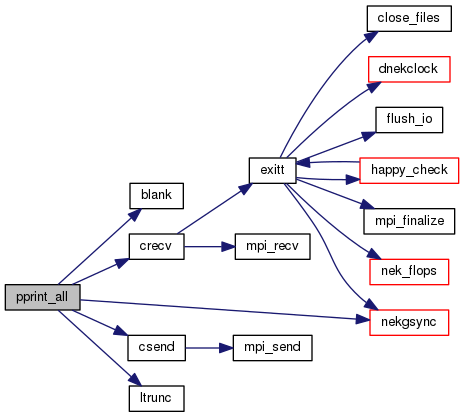 close_files
dnekclock
flush_io
exitt
happy_check
blank
mpi_finalize
crecv
mpi_recv
nek_flops
pprint_all
nekgsync
csend
mpi_send
ltrunc